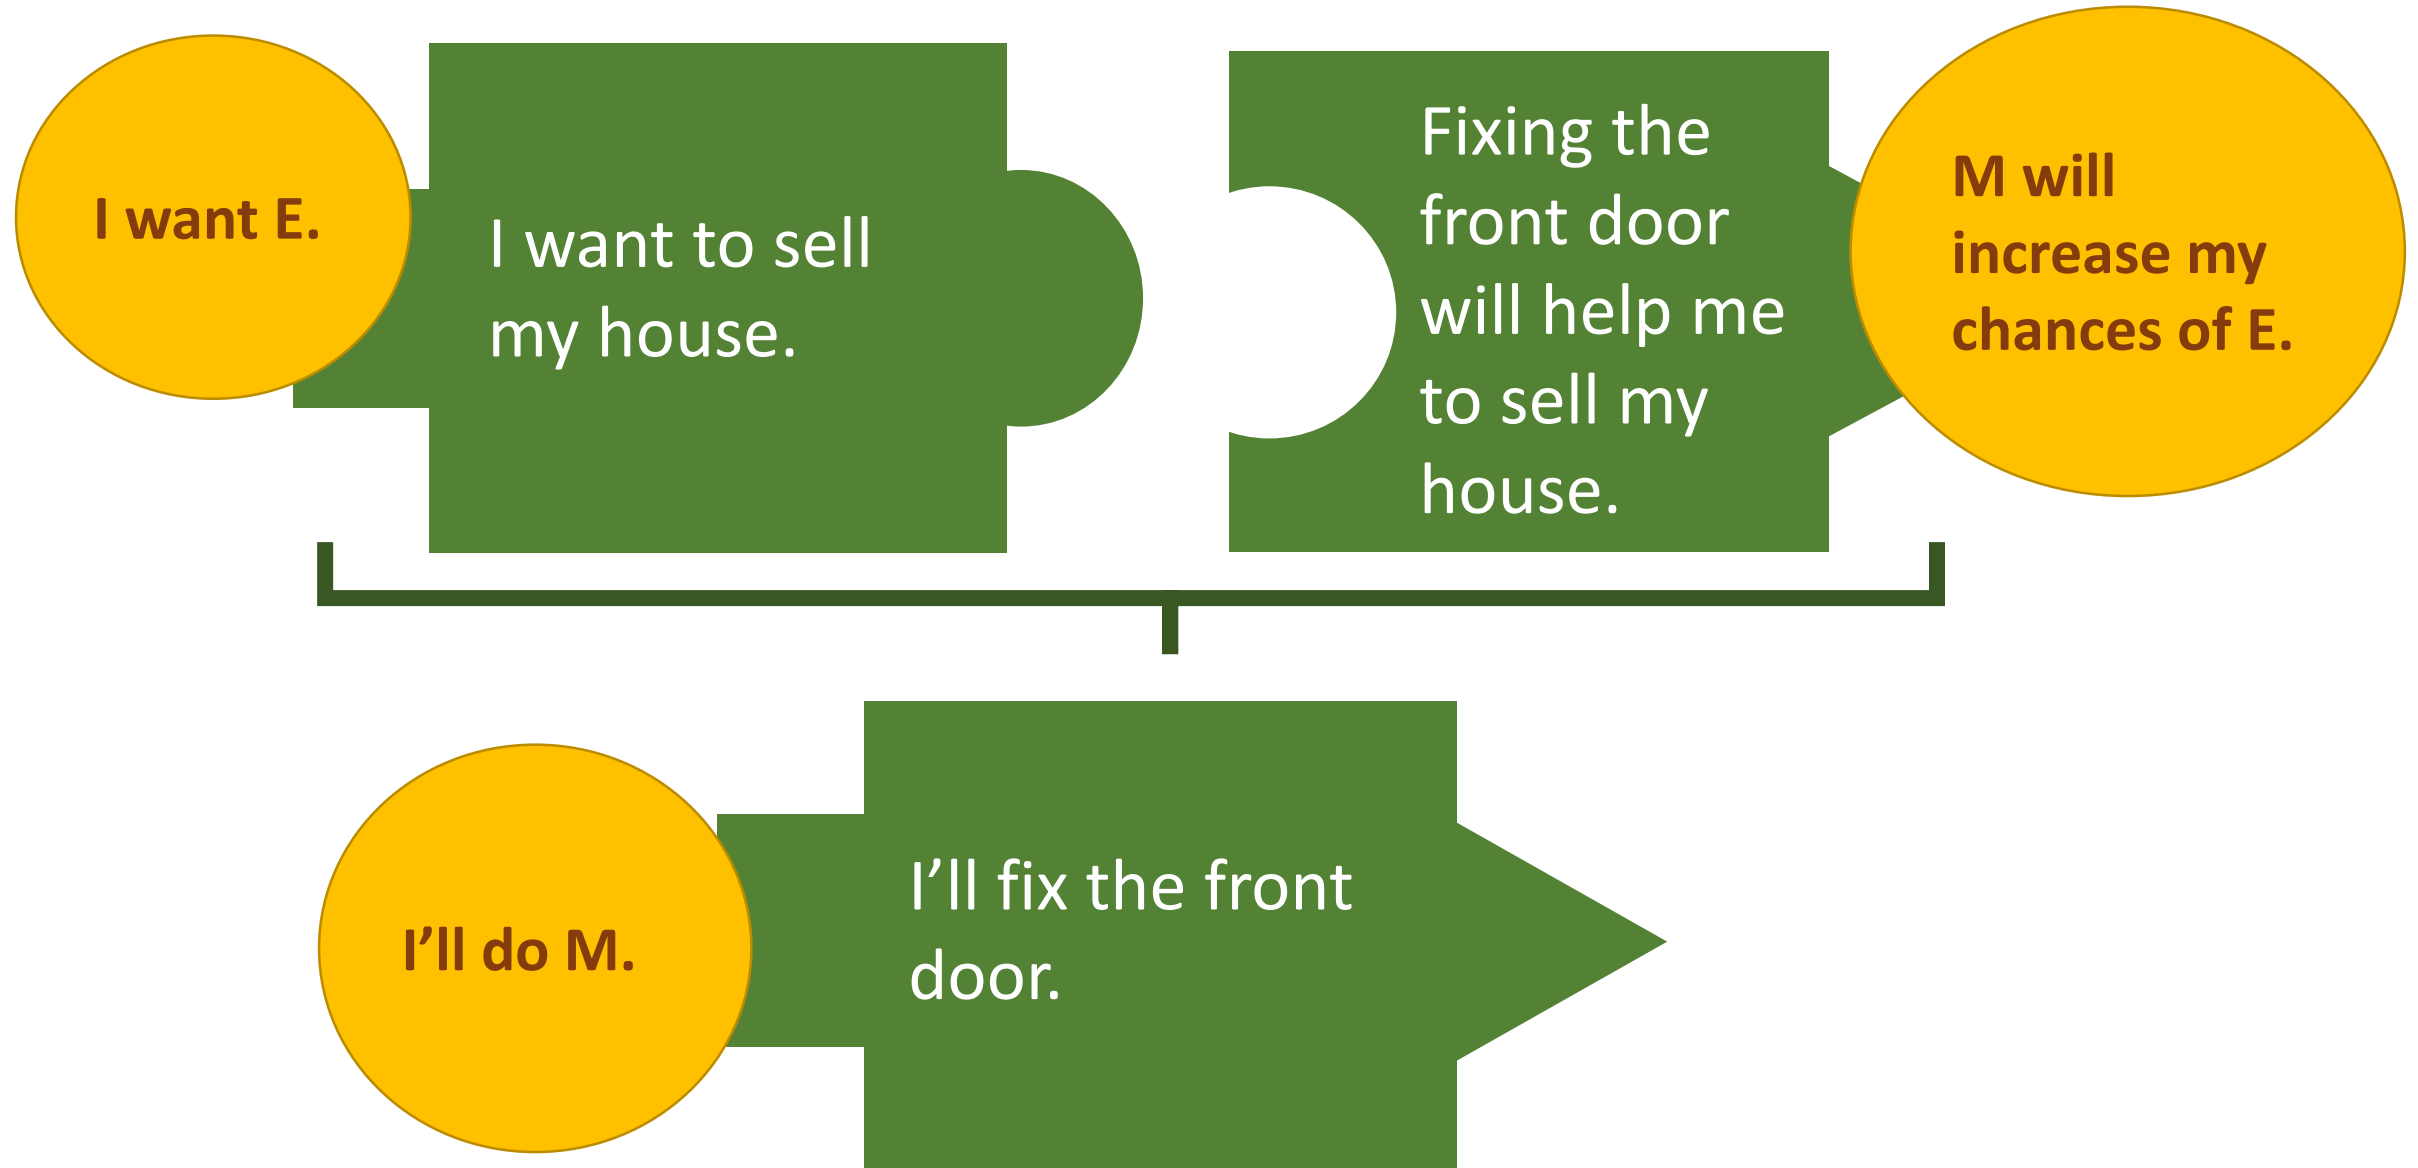 I want E.
I want to sell
my house.
Fixing the
front door
will help me
to sell my
house.
M will
increase my
chances of E.
I’ll do M.
I’ll fix the front
door.